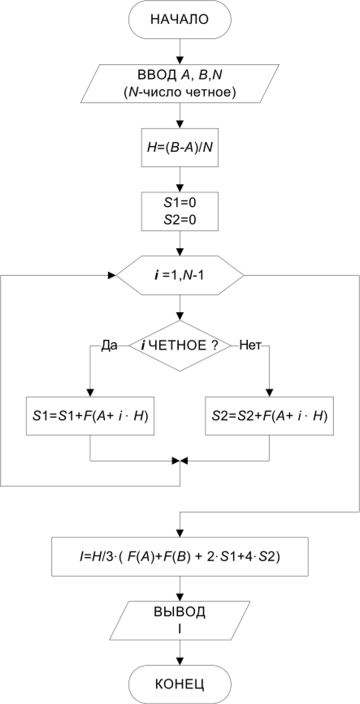 НАЧАЛО
ВВОД A, B,N
(N-число четное)
H=(B-A)/N
S1=0
S2=0
i =1,N-1
Да
i ЧЕТНОЕ ?
Нет
S1=S1+F(A+ i · H)
S2=S2+F(A+ i · H)
I=H/3·( F(A)+F(B) + 2·S1+4·S2)
ВЫВОД
I
КОНЕЦ